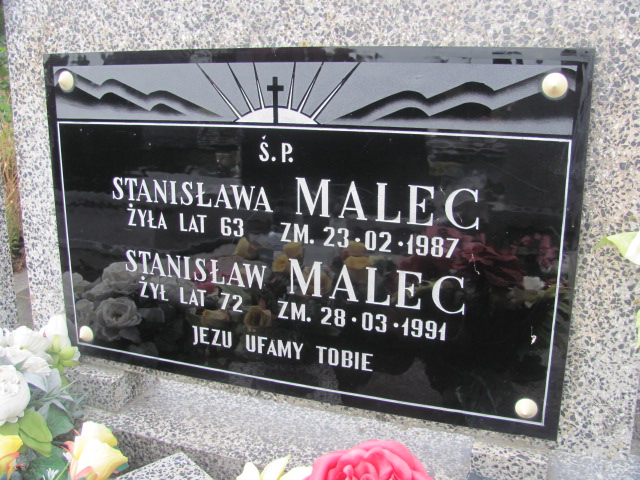 Ś.P.
STANISŁAWA MALEC
ŻYŁA LAT 63 ZM. 23·02·1987
STANISŁAW MALEC
ŻYŁ LAT 72 ZM. 28·03·1991
JEZU UFAMY TOBIE